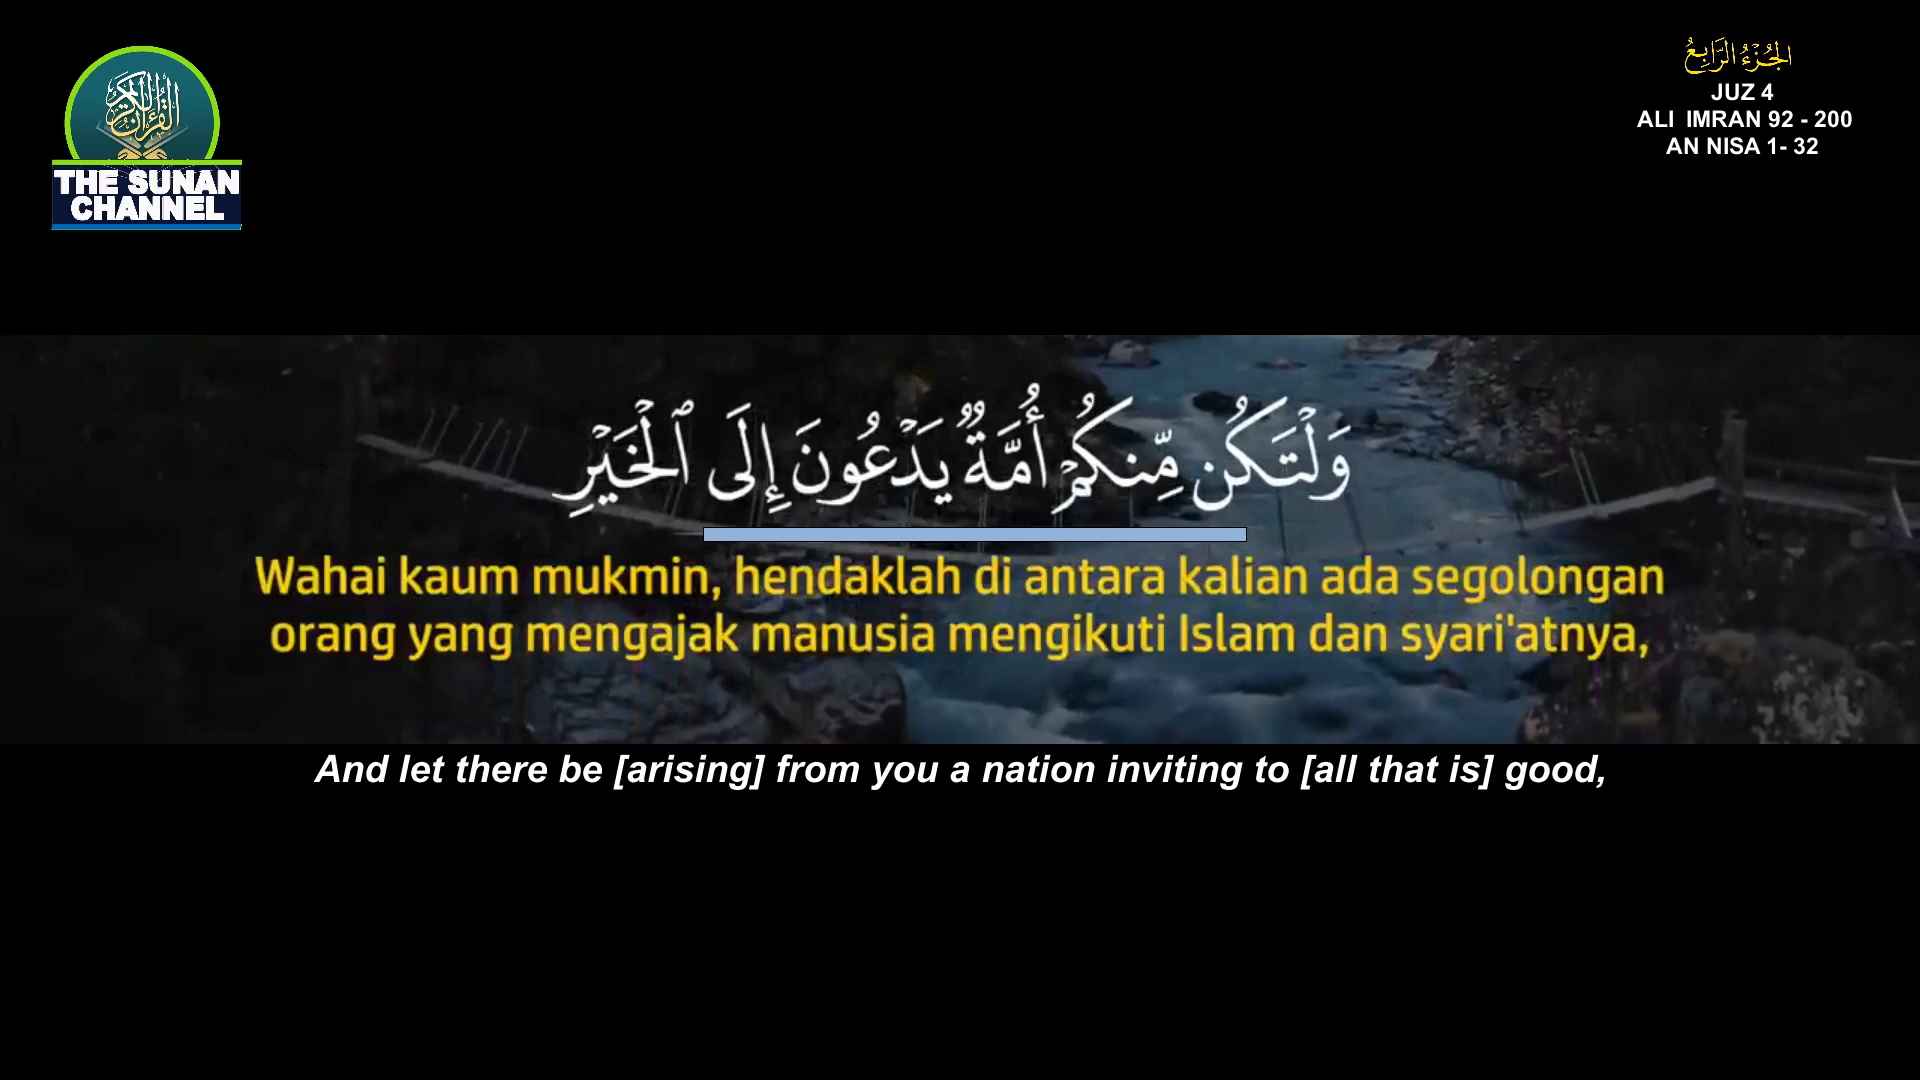 القرآن الكريم
THE SUNAN
CHANNEL
الجُزْءُ الرَّابِعُ
JUZ 4
ALI IMRAN 92 - 200
AN NISA 1- 32
وَلْتَكُن مِّنكُمْ أُمَّةٌ يَدْعُونَ إِلَى ٱلْخَيْرِ
Wahai kaum mukmin, hendaklah di antara kalian ada segolongan
orang yang mengajak manusia mengikuti Islam dan syari'atnya,
And let there be [arising] from you a nation inviting to [all that is] good,